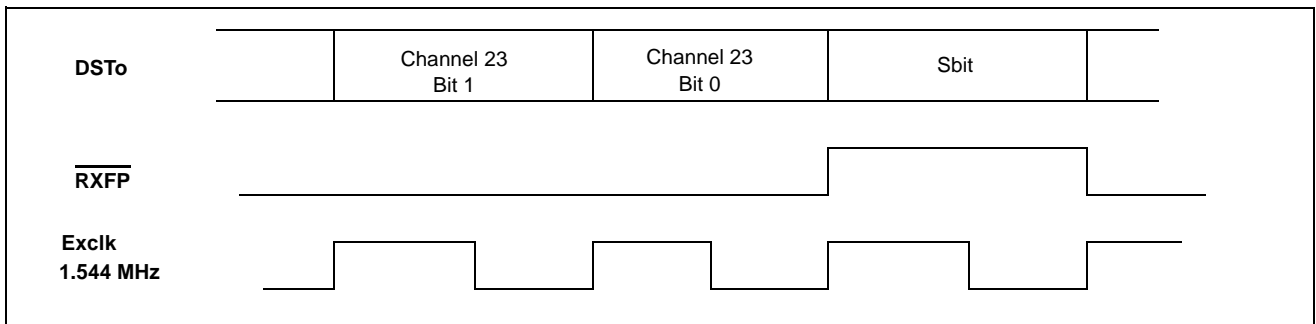 DSTo
Channel 23
Bit 1
Channel 23
Bit 0
Sbit
RXFP
Exclk
1.544 MHz